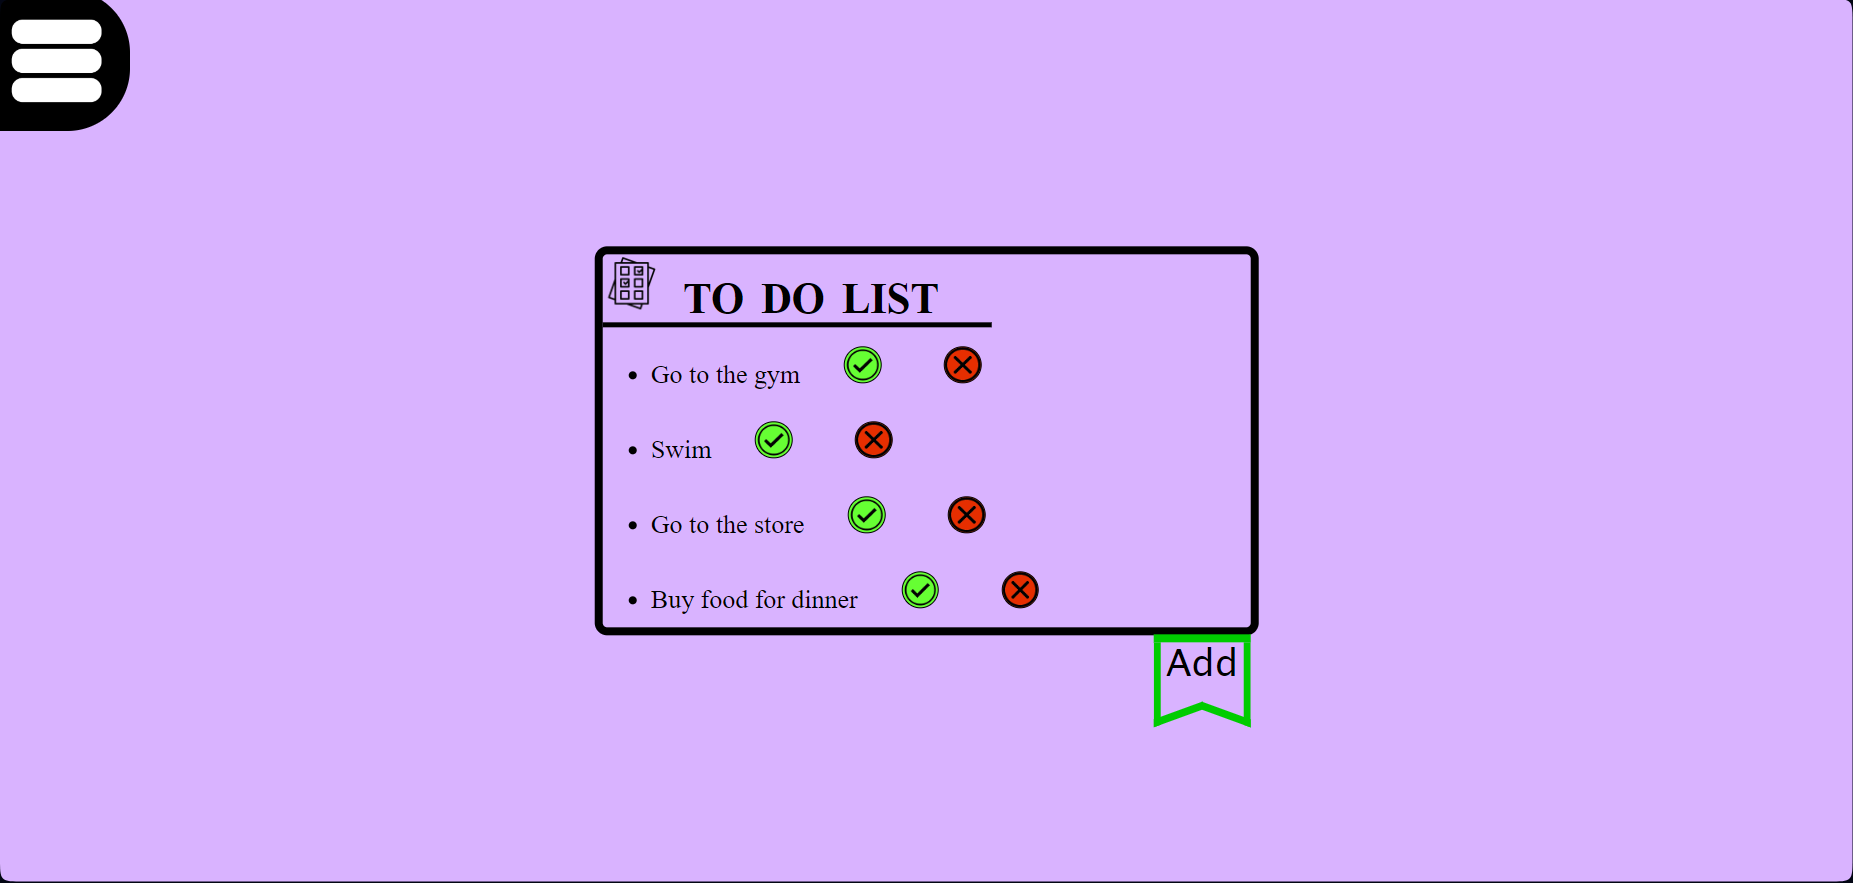 TO DO LIST
Go to the gym
Swim
Go to the store
Buy food for dinner
Add